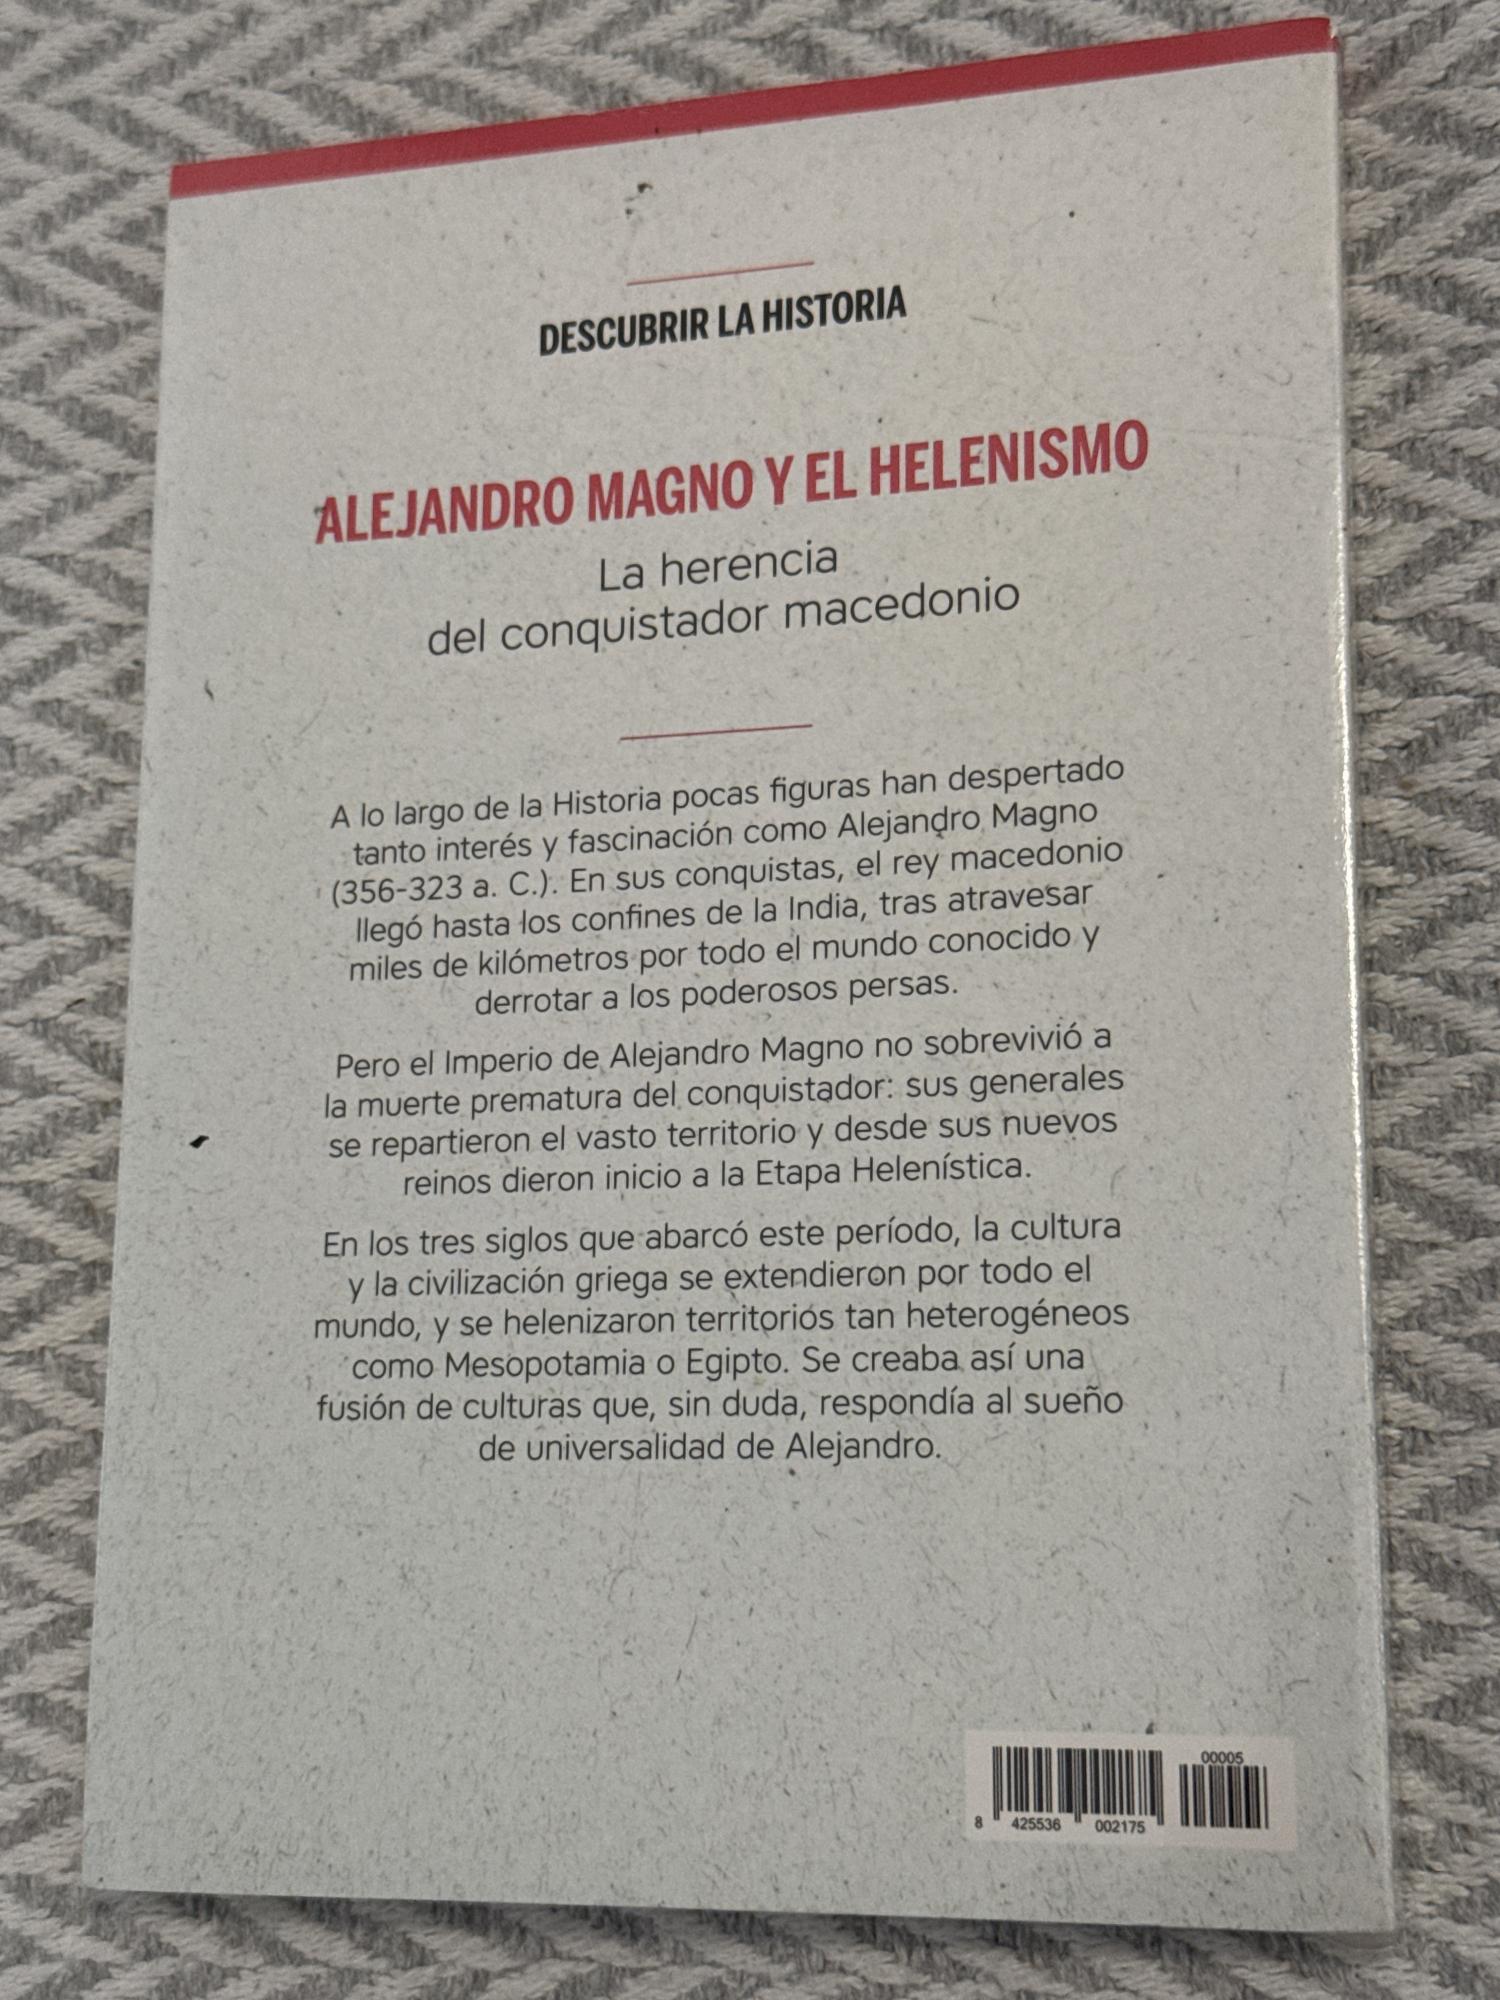 DESCUBRIR LA HISTORIA
ALEJANDRO MAGNO Y EL HELENISMO
La herencia
del conquistador macedonio
A lo largo de la Historia pocas figuras han despertado
tanto interés y fascinación como Alejandro Magno
(356-323 a. C.). En sus conquistas, el rey macedonio
llegó hasta los confines de la India, tras atravesar
miles de kilómetros por todo el mundo conocido y
derrotar a los poderosos persas.
Pero el Imperio de Alejandro Magno no sobrevivió a
la muerte prematura del conquistador: sus generales
se repartieron el vasto territorio y desde sus nuevos
reinos dieron inicio a la Etapa Helenística.
En los tres siglos que abarcó este período, la cultura
y la civilización griega se extendieron por todo el
mundo, y se helenizaron territorios tan heterogéneos
como Mesopotamia o Egipto. Se creaba así una
fusión de culturas que, sin duda, respondía al sueño
de universalidad de Alejandro.
00005
8 425536 002175